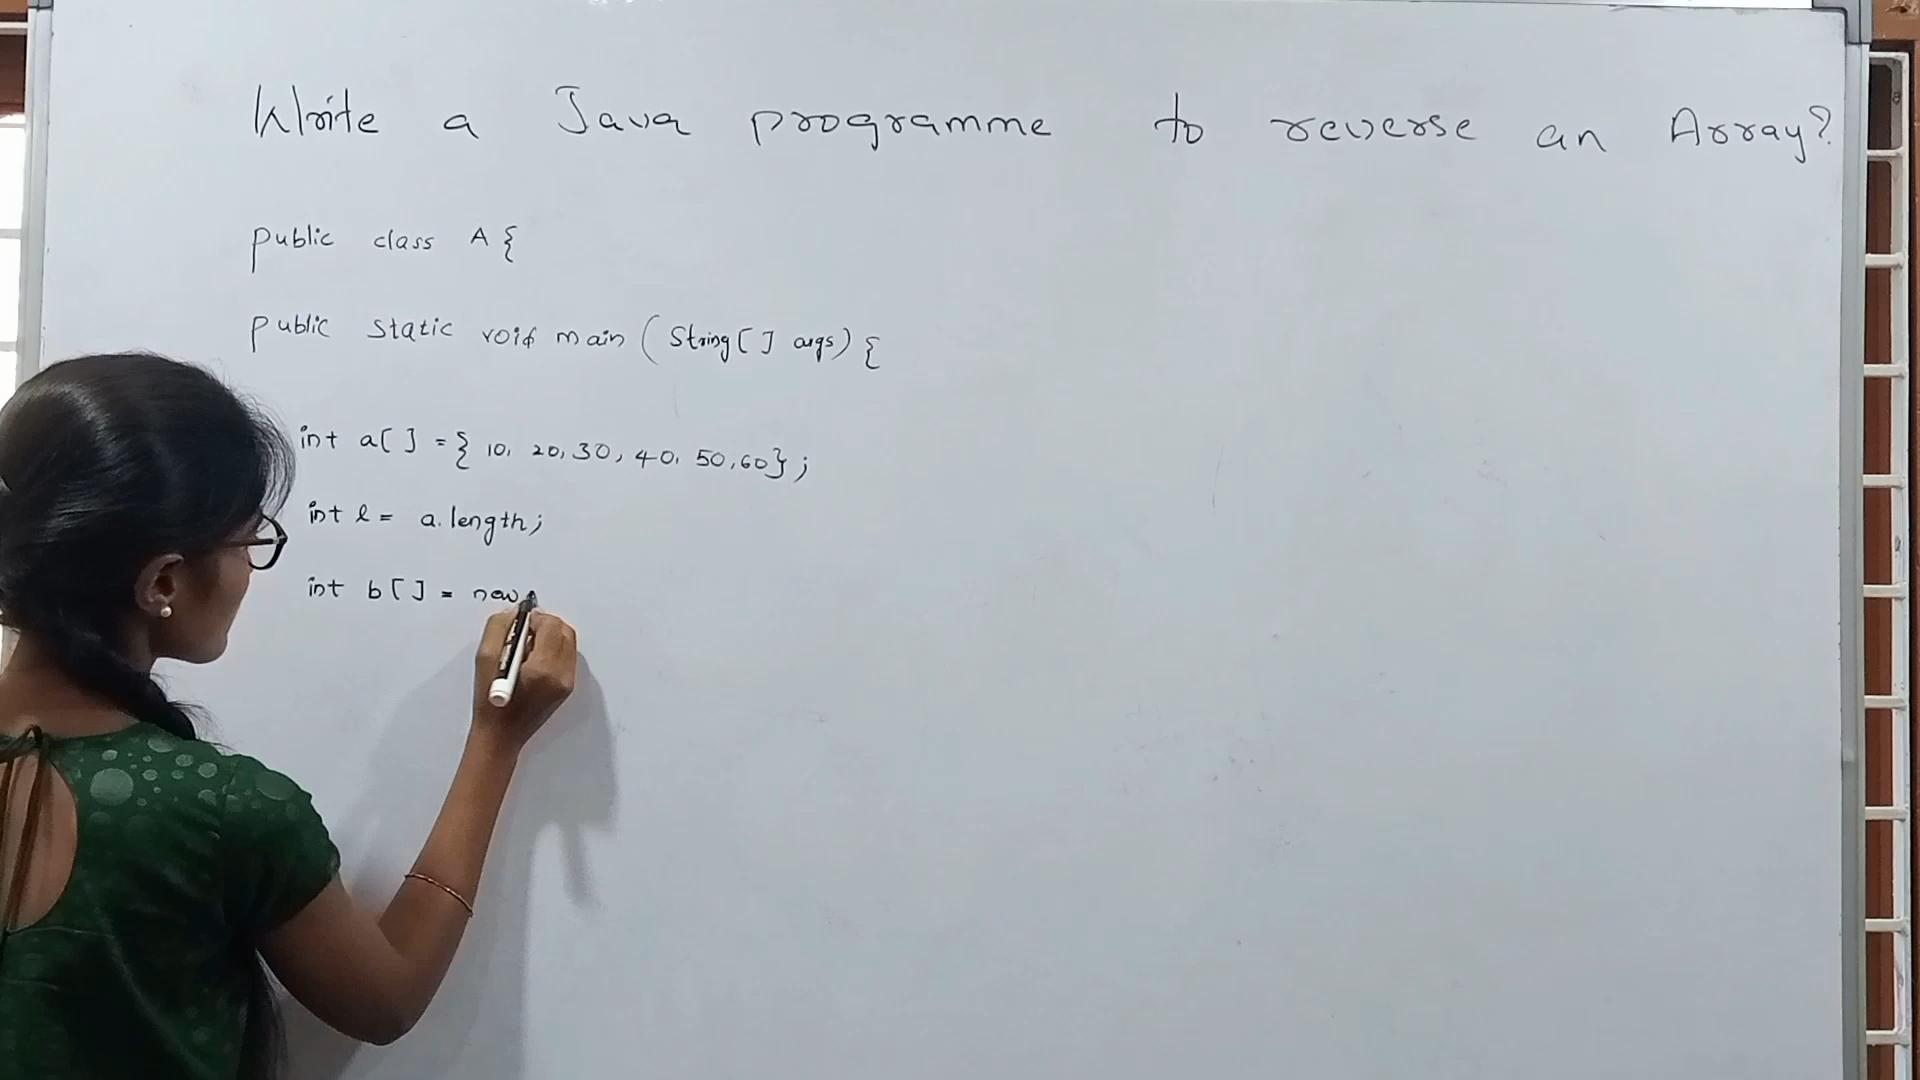 Write a Java programme to reverse an Array?
public class A {
public static void main (String [ ] args) {
int a[ ] = { 10, 20, 30, 40, 50, 60} ;
int l = a. length ;
int b [ ] = new